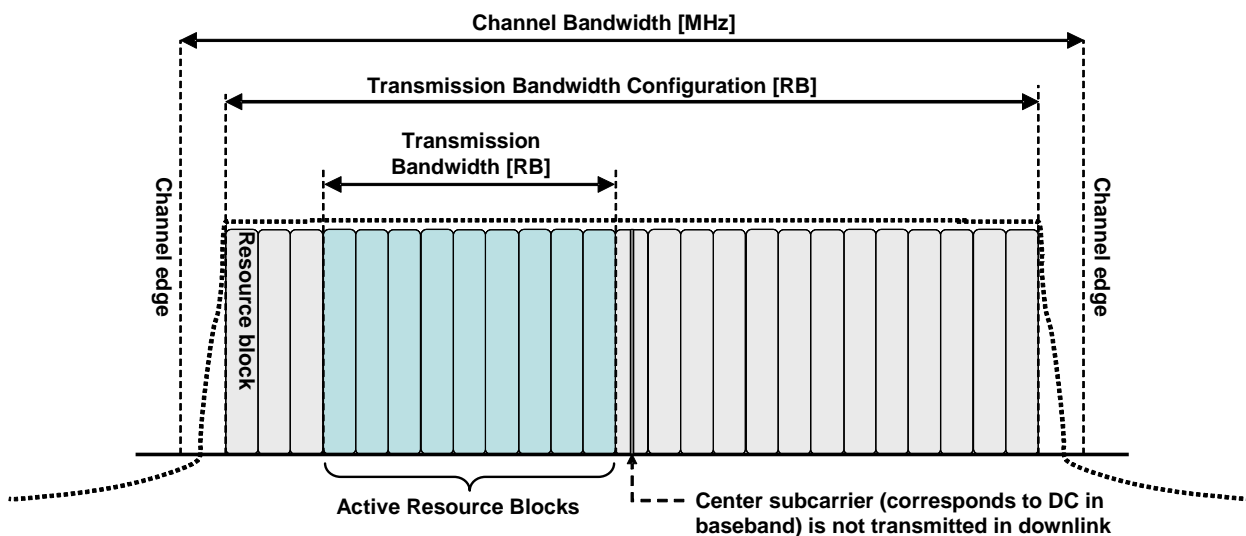 Channel Bandwidth [MHz]
Transmission Bandwidth Configuration [RB]
Transmission
Bandwidth [RB]
Channel edge
Resource block
Channel edge
Active Resource Blocks
Center subcarrier (corresponds to DC in
baseband) is not transmitted in downlink